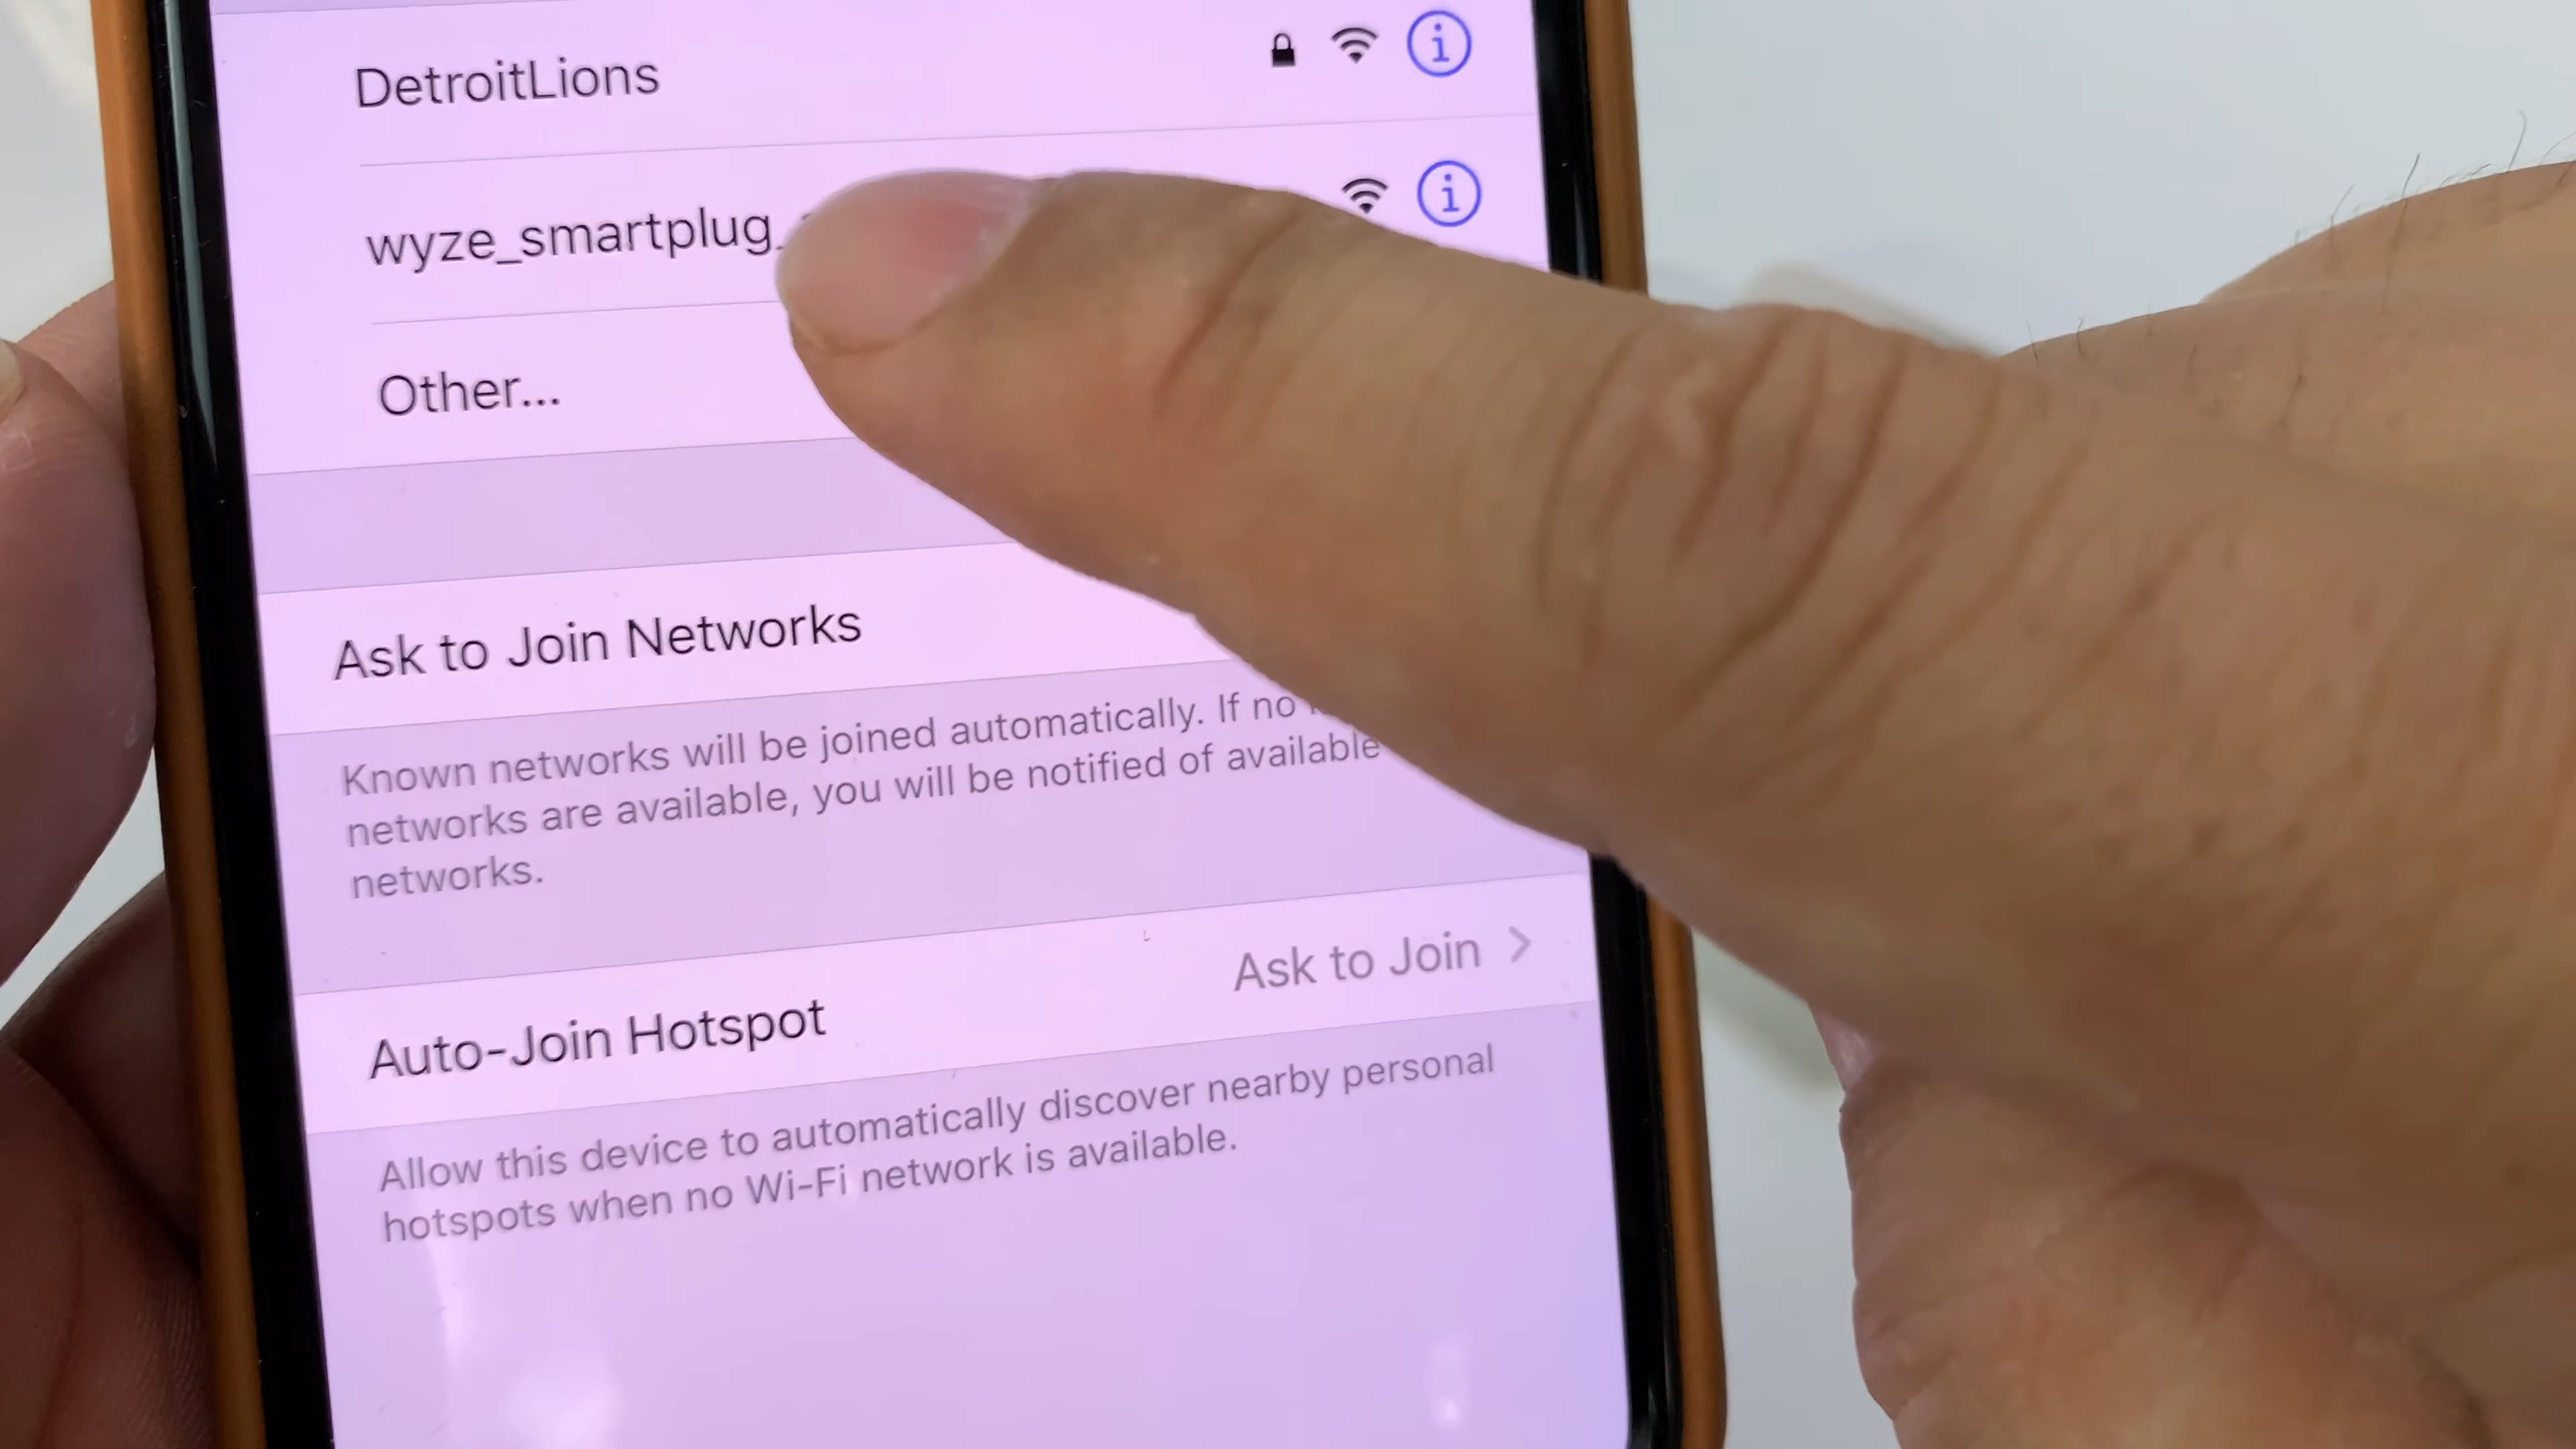 DetroitLions
wyze_smartplug_
Other...
Ask to Join Networks
Known networks will be joined automatically. If no
networks are available, you will be notified of available
networks.
Auto-Join Hotspot
Ask to Join
Allow this device to automatically discover nearby personal
hotspots when no Wi-Fi network is available.